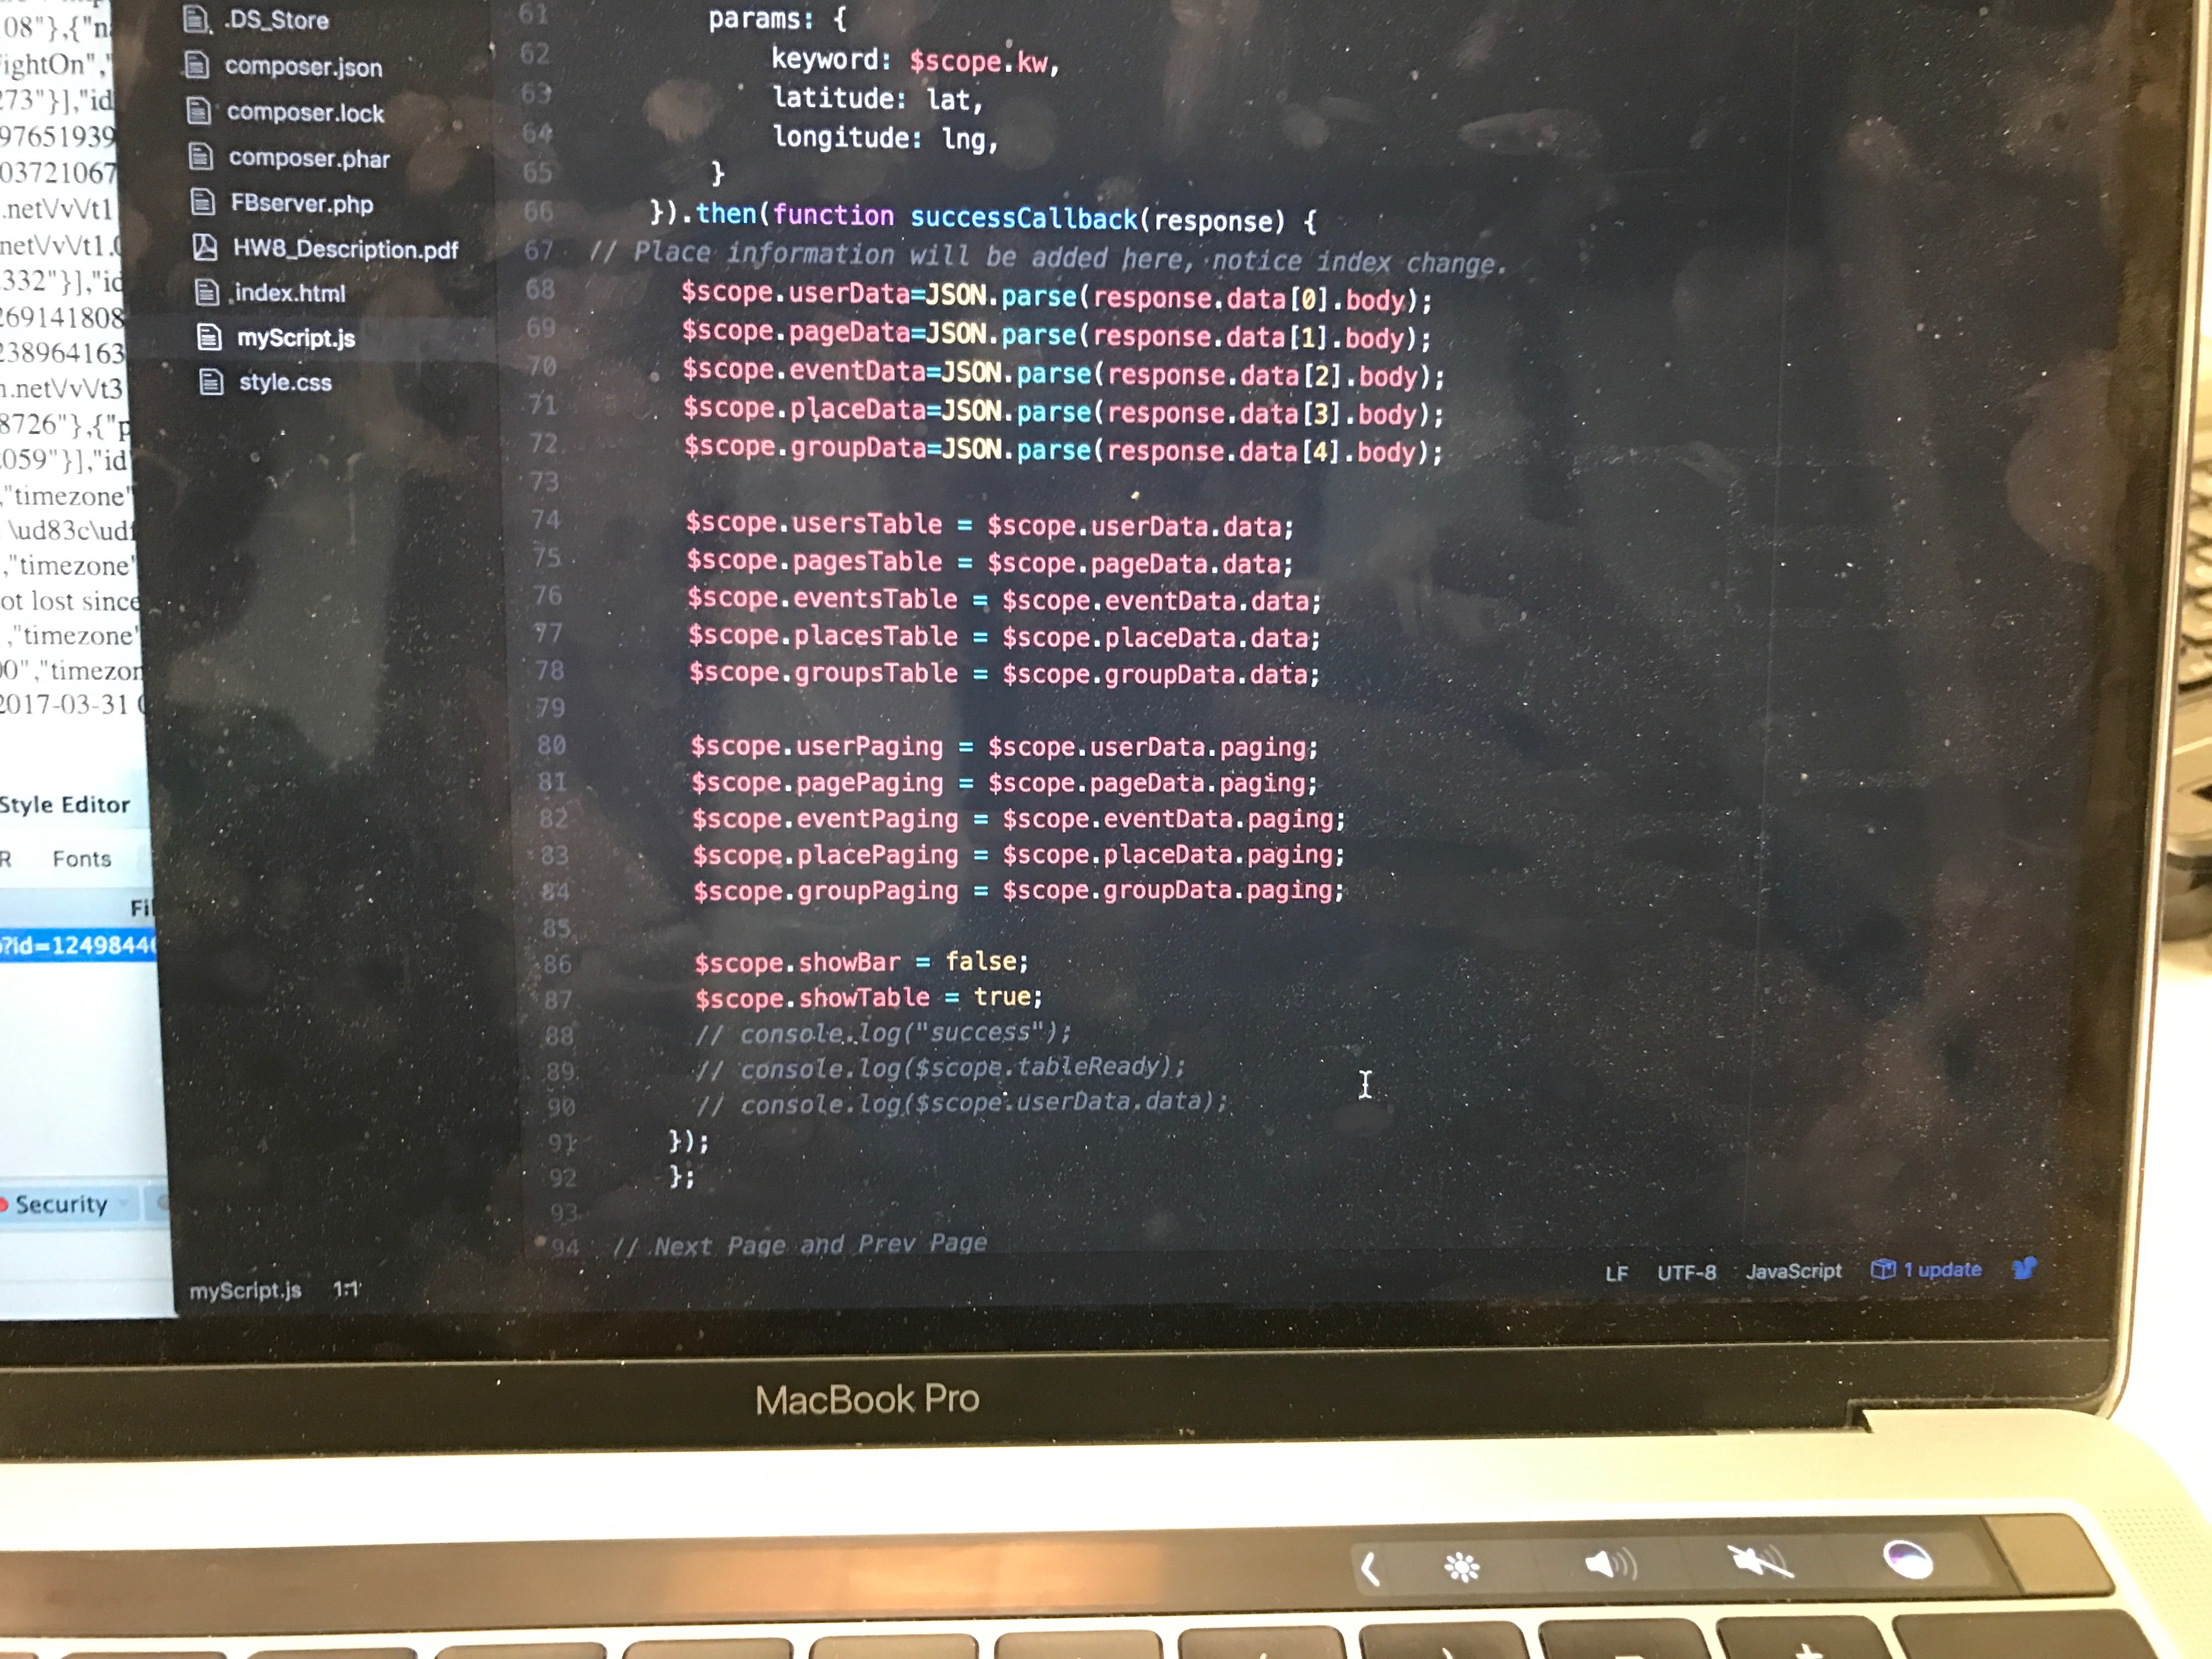 08"},{"n
ightOn","
273"}],"id
97651939
03721067
.net\/v\/t1
net\/v\/t1.0
332"}],"id
269141808
238964163
n.net\/v\/t3
8726"},{"p
059"}],"id
,"timezone"
\ud83c\udf
,"timezone"
ot lost since
,"timezone"
00","timezon
2017-03-31
Style Editor
R Fonts
Fil
?id=1249844
Security
.DS_Store
composer.json
composer.lock
composer.phar
FBserver.php
HW8_Description.pdf
index.html
myScript.js
style.css
61 params: {
62 keyword: $scope.kw,
63 latitude: lat,
64 longitude: lng,
65 }
66 }).then(function successCallback(response) {
67 // Place information will be added here, notice index change.
68 $scope.userData=JSON.parse(response.data[0].body);
69 $scope.pageData=JSON.parse(response.data[1].body);
70 $scope.eventData=JSON.parse(response.data[2].body);
71 $scope.placeData=JSON.parse(response.data[3].body);
72 $scope.groupData=JSON.parse(response.data[4].body);
73
74 $scope.usersTable = $scope.userData.data;
75 $scope.pagesTable = $scope.pageData.data;
76 $scope.eventsTable = $scope.eventData.data;
77 $scope.placesTable = $scope.placeData.data;
78 $scope.groupsTable = $scope.groupData.data;
79
80 $scope.userPaging = $scope.userData.paging;
81 $scope.pagePaging = $scope.pageData.paging;
82 $scope.eventPaging = $scope.eventData.paging;
83 $scope.placePaging = $scope.placeData.paging;
84 $scope.groupPaging = $scope.groupData.paging;
85
86 $scope.showBar = false;
87 $scope.showTable = true;
88 // console.log("success");
89 // console.log($scope.tableReady);
90 // console.log($scope.userData.data);
91 });
92 };
93
94 // Next Page and Prev Page
myScript.js 1:1 LF UTF-8 JavaScript 1 update
MacBook Pro